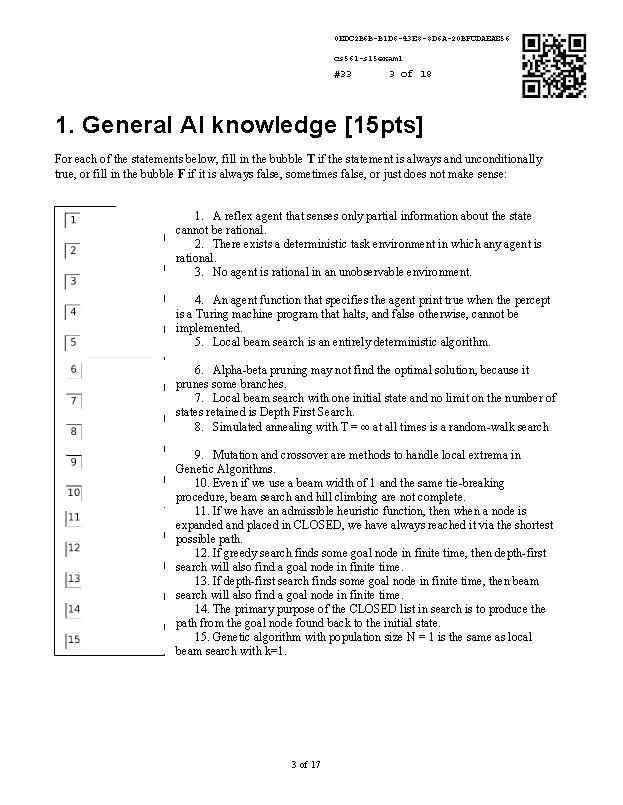 0EDC2B6B-B1D6-43E8-8D6A-20BFCDAEAE56
cs561-s15exam1
#33 3 of 18
1. General AI knowledge [15pts]
For each of the statements below, fill in the bubble T if the statement is always and unconditionally
true, or fill in the bubble F if it is always false, sometimes false, or just does not make sense:
1
2
3
4
5
6
7
8
9
10
11
12
13
14
15
1. A reflex agent that senses only partial information about the state
cannot be rational.
2. There exists a deterministic task environment in which any agent is
rational.
3. No agent is rational in an unobservable environment.
4. An agent function that specifies the agent print true when the percept
is a Turing machine program that halts, and false otherwise, cannot be
implemented.
5. Local beam search is an entirely deterministic algorithm.
6. Alpha-beta pruning may not find the optimal solution, because it
prunes some branches.
7. Local beam search with one initial state and no limit on the number of
states retained is Depth First Search.
8. Simulated annealing with T = ∞ at all times is a random-walk search
9. Mutation and crossover are methods to handle local extrema in
Genetic Algorithms.
10. Even if we use a beam width of 1 and the same tie-breaking
procedure, beam search and hill climbing are not complete.
11. If we have an admissible heuristic function, then when a node is
expanded and placed in CLOSED, we have always reached it via the shortest
possible path.
12. If greedy search finds some goal node in finite time, then depth-first
search will also find a goal node in finite time.
13. If depth-first search finds some goal node in finite time, then beam
search will also find a goal node in finite time.
14. The primary purpose of the CLOSED list in search is to produce the
path from the goal node found back to the initial state.
15. Genetic algorithm with population size N = 1 is the same as local
beam search with k=1.
3 of 17